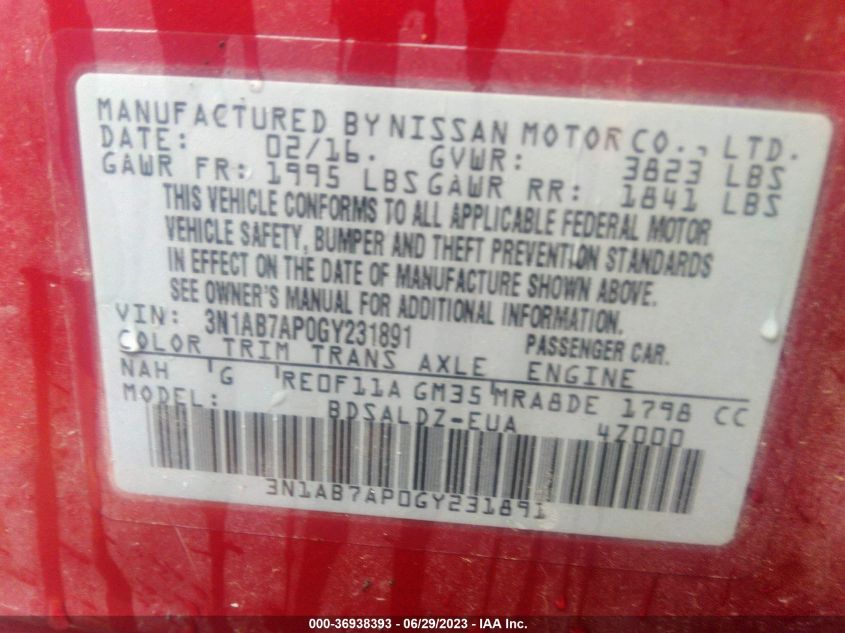 MANUFACTURED BY NISSAN MOTOR CO., LTD.
DATE: 02/16. GVWR: 3823 LBS
GAWR FR: 1995 LBS GAWR RR: 1841 LBS
THIS VEHICLE CONFORMS TO ALL APPLICABLE FEDERAL MOTOR
VEHICLE SAFETY, BUMPER AND THEFT PREVENTION STANDARDS
IN EFFECT ON THE DATE OF MANUFACTURE SHOWN ABOVE.
SEE OWNER'S MANUAL FOR ADDITIONAL INFORMATION.
VIN: 3N1AB7AP0GY231891 PASSENGER CAR.
COLOR TRIM TRANS AXLE ENGINE
NAH G RE0F11A GM35 MRA8DE 1798 CC
MODEL: BDSALDZ-EUA 4Z000
3N1AB7AP0GY231891
000-36938393 - 06/29/2023 - IAA Inc.